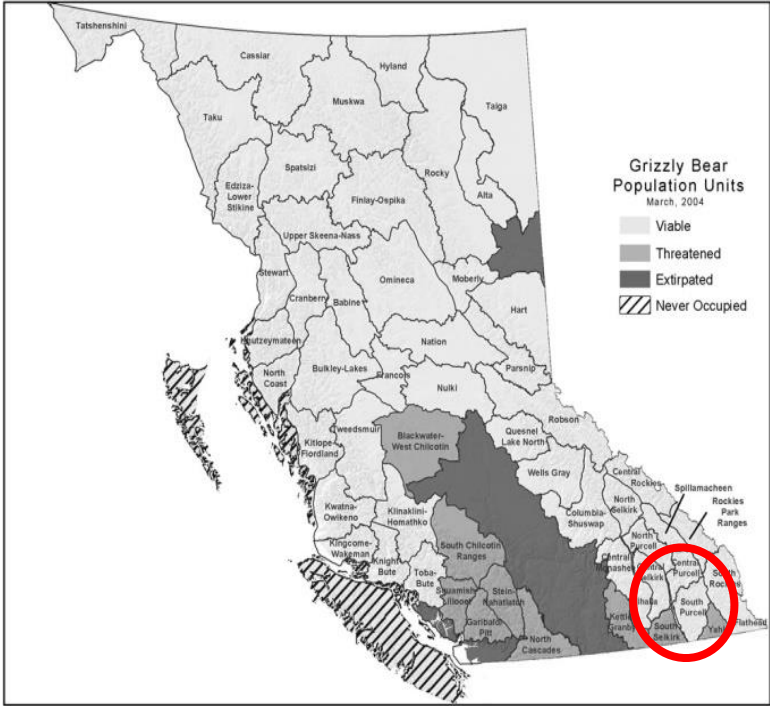 Tatshenshini
Cassiar
Hyland
Muskwa
Taiga
Taku
Spatsizi
Rocky
Edziza-
Lower
Stikine
Finlay-Ospika
Alta
Upper Skeena-Nass
Stewart
Omineca
Moberly
Cranberry
Babine
Hart
Nation
North
Coast
Bulkley-Lakes
Francois
Parsnip
Nulki
Tweedsmuir
Robson
Blackwater-
West Chilcotin
Quesnel
Lake North
Kitlope-
Fiordland
Wells Gray
Central
Rockies
Spillamacheen
Rockies
Park
Ranges
North
Selkirk
Columbia-
Shuswap
Kwatna-
Owikeno
Klinaklini-
Homathko
North
Purcell
South Chilcotin
Ranges
Kingcome-
Wakeman
Knight
Bute
Toba-
Bute
Central
Central
Purcell
South
Squamish-
Lillooet
Stein-
Nahatlatch
South
Purcell
Garibaldi
Pitt
Kettle
Granby
South
Selkirk
Flathead
North
Cascades
Grizzly Bear
Population Units
March, 2004
Viable
Threatened
Extirpated
Never Occupied